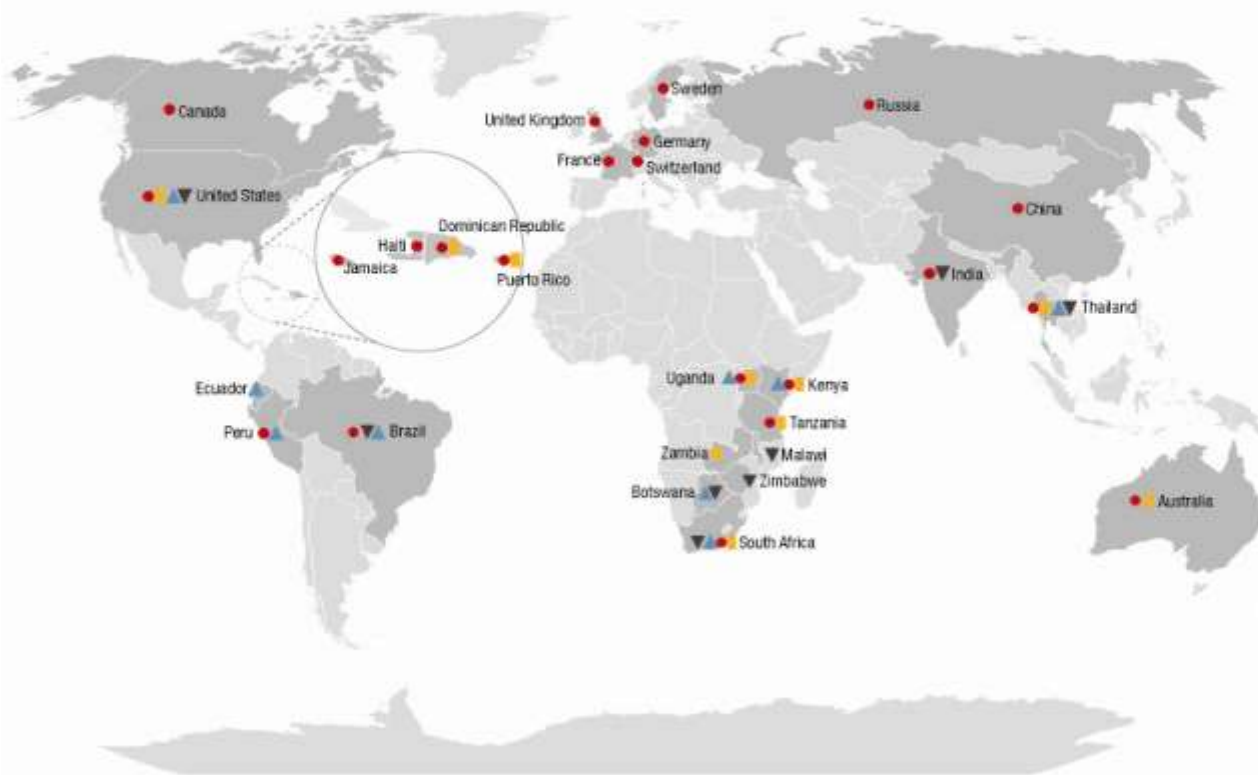 Sweden
Canada
Russia
United Kingdom
Germany
France
Switzerland
United States
China
Dominican Republic
Haiti
Jamaica
Puerto Rico
India
Thailand
Uganda
Kenya
Ecuador
Tanzania
Peru
Brazil
Zambia
Malawi
Zimbabwe
Botswana
Australia
South Africa